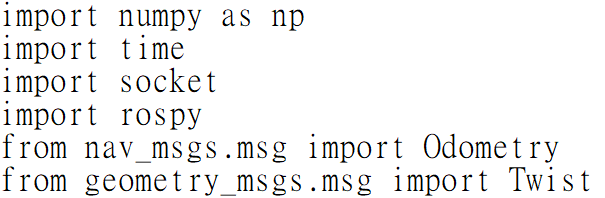 import numpy as np
import time
import socket
import rospy
from nav_msgs.msg import Odometry
from geometry_msgs.msg import Twist